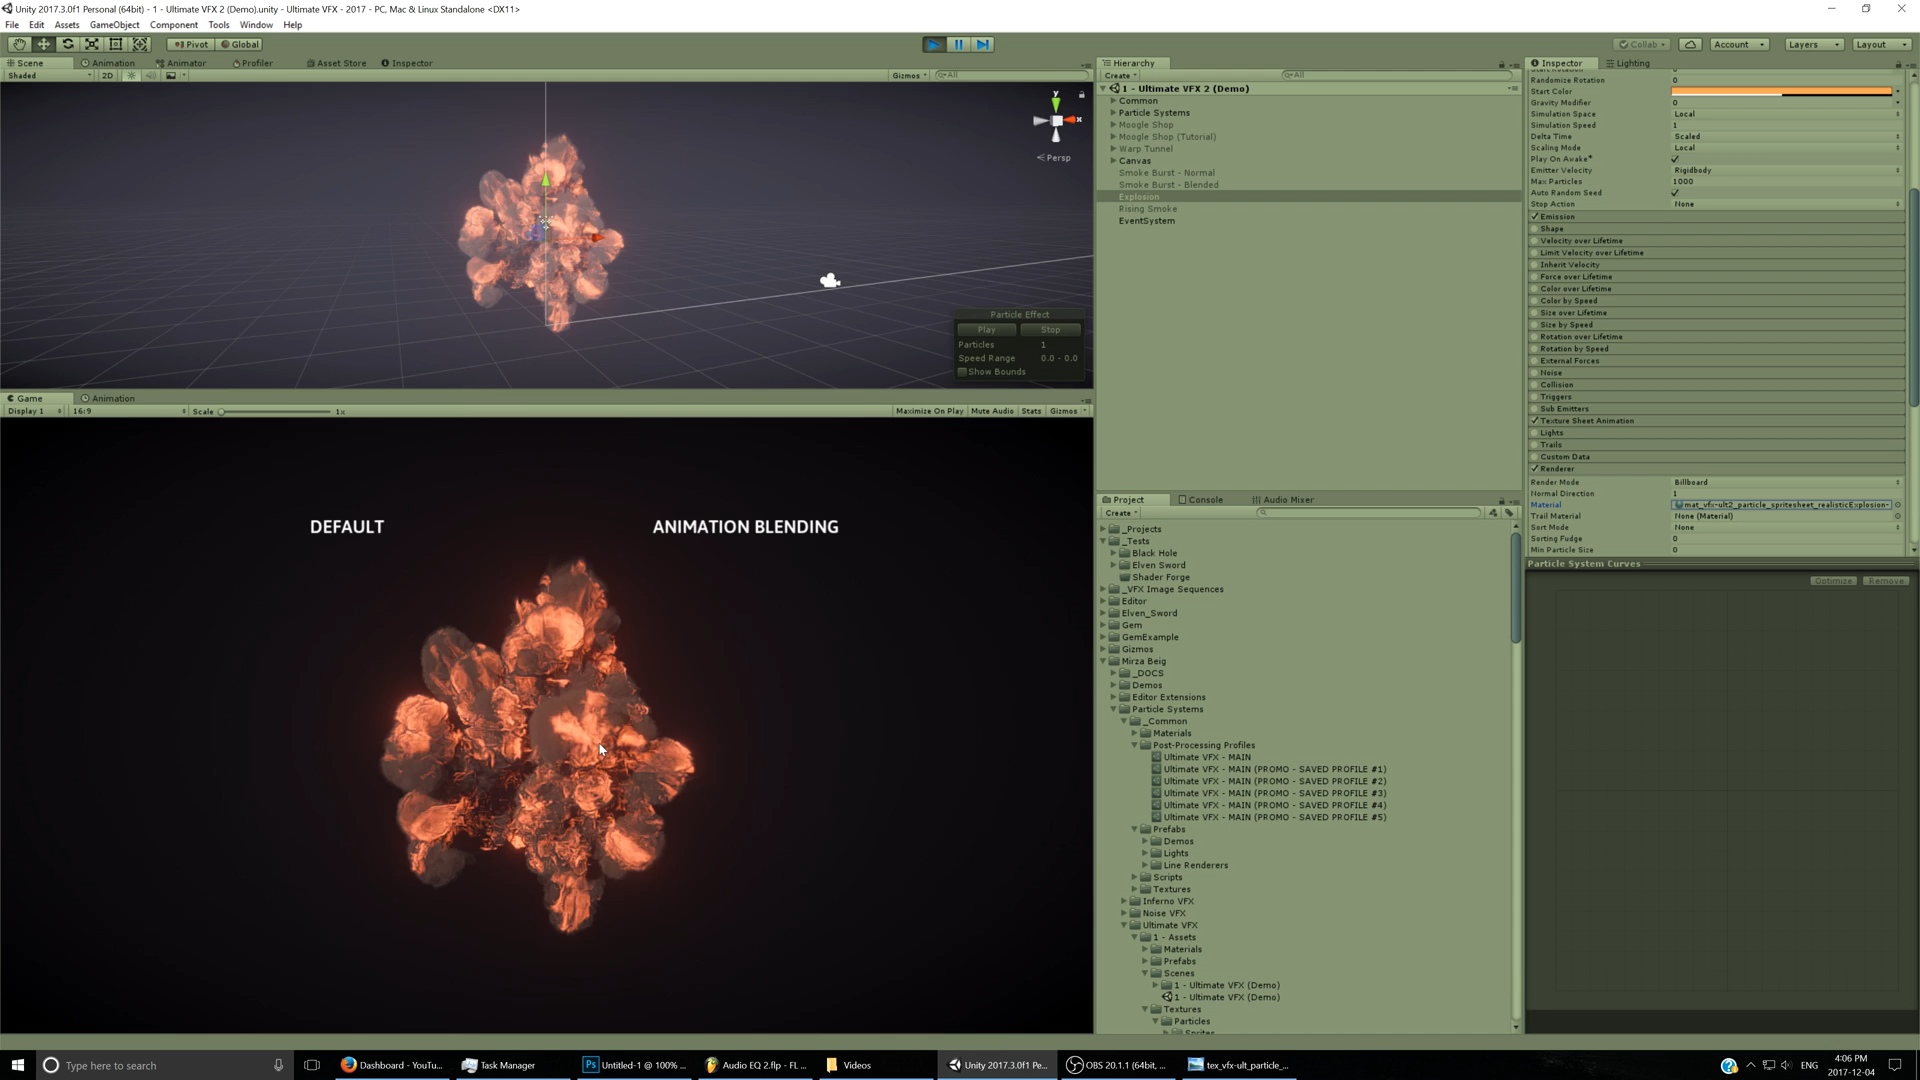 Unity 2017.3.0f1 Personal (64bit) - 1 - Ultimate VFX 2 (Demo).unity - Ultimate VFX - 2017 - PC, Mac & Linux Standalone <DX11>
File Edit Assets GameObject Component Tools Window Help
Pivot Global Collab Account Layers Layout
Scene Animation Animator Profiler Asset Store Inspector
Shaded 2D Gizmos All
y
x
Persp
Particle Effect
Play Stop
Particles 1
Speed Range 0.0 - 0.0
Show Bounds
Game Animation
Display 1 16:9 Scale 1x Maximize On Play Mute Audio Stats Gizmos
DEFAULT ANIMATION BLENDING
Hierarchy
Create All
1 - Ultimate VFX 2 (Demo)
Common
Particle Systems
Moogle Shop
Moogle Shop (Tutorial)
Warp Tunnel
Canvas
Smoke Burst - Normal
Smoke Burst - Blended
Explosion
Rising Smoke
EventSystem
Project Console Audio Mixer
Create
_Projects
_Tests
Black Hole
Elven Sword
Shader Forge
_VFX Image Sequences
Editor
Elven_Sword
Gem
GemExample
Gizmos
Mirza Beig
_DOCS
Demos
Editor Extensions
Particle Systems
_Common
Materials
Post-Processing Profiles
Ultimate VFX - MAIN
Ultimate VFX - MAIN (PROMO - SAVED PROFILE #1)
Ultimate VFX - MAIN (PROMO - SAVED PROFILE #2)
Ultimate VFX - MAIN (PROMO - SAVED PROFILE #3)
Ultimate VFX - MAIN (PROMO - SAVED PROFILE #4)
Ultimate VFX - MAIN (PROMO - SAVED PROFILE #5)
Prefabs
Demos
Lights
Line Renderers
Scripts
Textures
Inferno VFX
Noise VFX
Ultimate VFX
1 - Assets
Materials
Prefabs
Scenes
1 - Ultimate VFX (Demo)
1 - Ultimate VFX (Demo)
Textures
Particles
Inspector Lighting
Start Rotation 0
Randomize Rotation 0
Start Color
Gravity Modifier 0
Simulation Space Local
Simulation Speed 1
Delta Time Scaled
Scaling Mode Local
Play On Awake*
Emitter Velocity Rigidbody
Max Particles 1000
Auto Random Seed
Stop Action None
Emission
Shape
Velocity over Lifetime
Limit Velocity over Lifetime
Inherit Velocity
Force over Lifetime
Color over Lifetime
Color by Speed
Size over Lifetime
Size by Speed
Rotation over Lifetime
Rotation by Speed
External Forces
Noise
Collision
Triggers
Sub Emitters
Texture Sheet Animation
Lights
Trails
Custom Data
Renderer
Render Mode Billboard
Normal Direction 1
Material mat_vfx-ult2_particle_spritesheet_realisticExplosion-
Trail Material None (Material)
Sort Mode None
Sorting Fudge 0
Min Particle Size 0
Particle System Curves
Optimize Remove
Type here to search Dashboard - YouTu... Task Manager Untitled-1 @ 100% ... Audio EQ 2.flp - FL ... Videos Unity 2017.3.0f1 Pe... OBS 20.1.1 (64bit, ... tex_vfx-ult_particle_... ENG
4:06 PM
2017-12-04